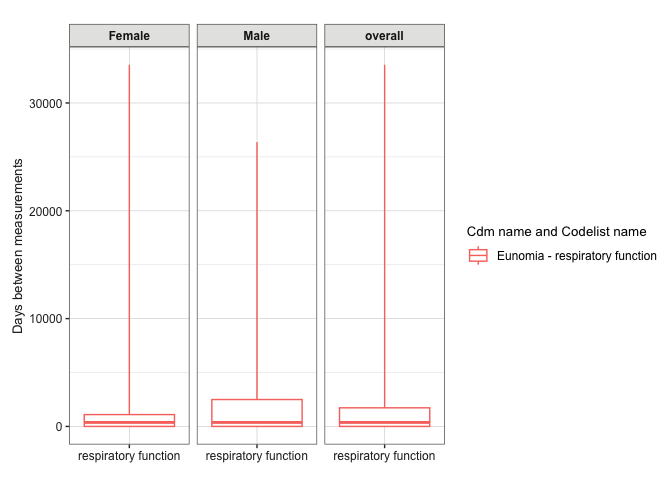 Female Male overall
30000
20000
10000
0
Days between measurements
respiratory function respiratory function respiratory function
Cdm name and Codelist name
Eunomia - respiratory function